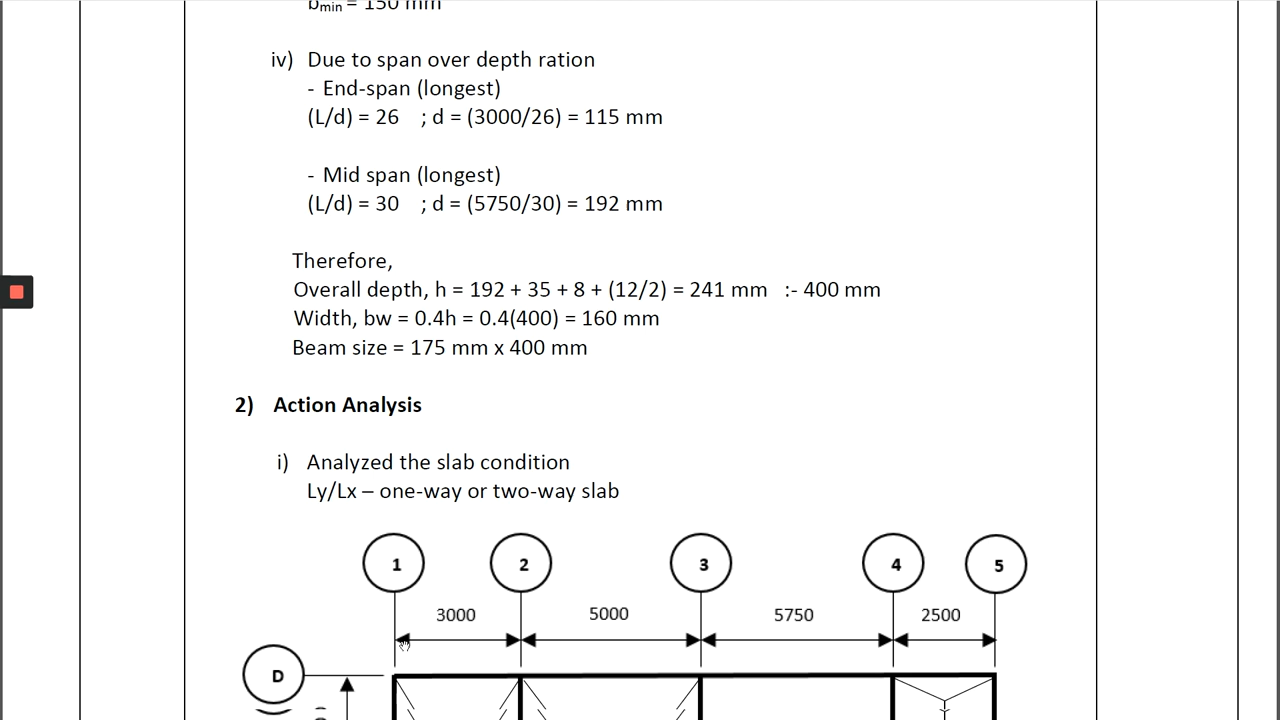 bmin = 150 mm
iv) Due to span over depth ration
- End-span (longest)
(L/d) = 26 ; d = (3000/26) = 115 mm
- Mid span (longest)
(L/d) = 30 ; d = (5750/30) = 192 mm
Therefore,
Overall depth, h = 192 + 35 + 8 + (12/2) = 241 mm :- 400 mm
Width, bw = 0.4h = 0.4(400) = 160 mm
Beam size = 175 mm x 400 mm
2) Action Analysis
i) Analyzed the slab condition
Ly/Lx – one-way or two-way slab
1 2 3 4 5
3000 5000 5750 2500
D